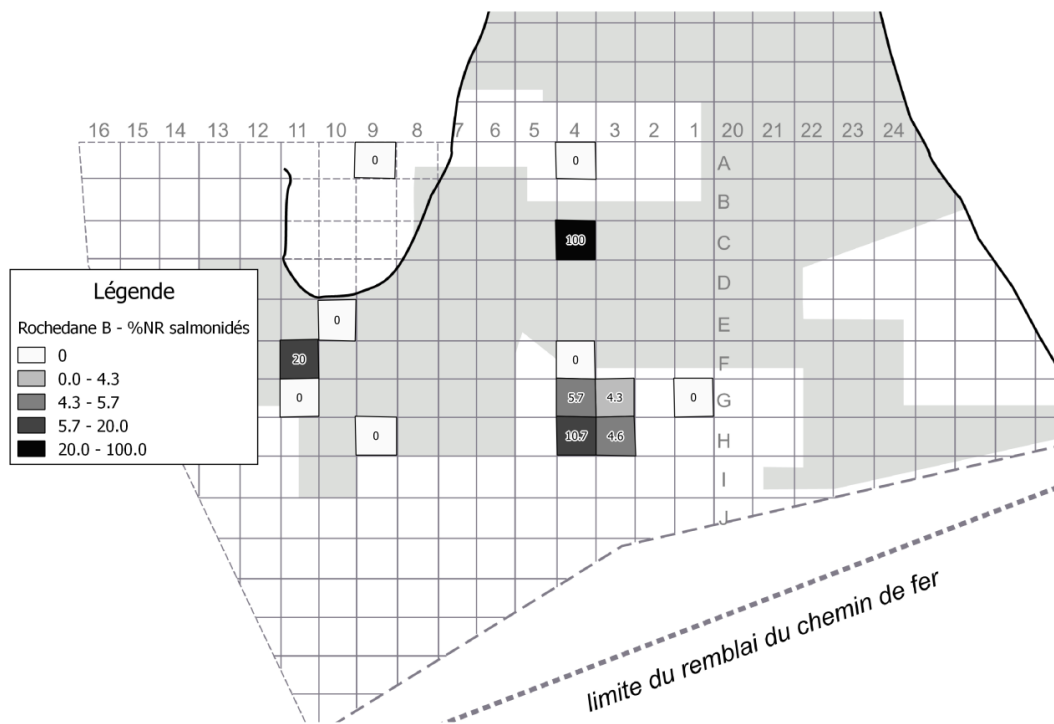 16 15 14 13 12 11 10 9 8 7 6 5 4 3 2 1 20 21 22 23 24
0 0 A
B
100 C
D
0 E
20 0 F
0 5.7 4.3 0 G
0 10.7 4.6 H
I
J
Légende
Rochedane B - %NR salmonidés
0
0.0 - 4.3
4.3 - 5.7
5.7 - 20.0
20.0 - 100.0
limite du remblai du chemin de fer